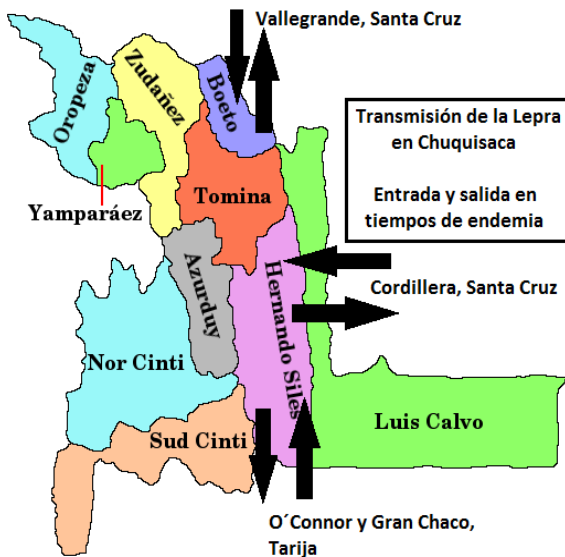 Vallegrande, Santa Cruz
Oropeza
Zudañez
Boeto
Transmisión de la Lepra
en Chuquisaca
Entrada y salida en
tiempos de endemia
Yamparáez
Tomina
Azurduy
Hernando Siles
Cordillera, Santa Cruz
Nor Cinti
Sud Cinti
Luis Calvo
O´Connor y Gran Chaco,
Tarija